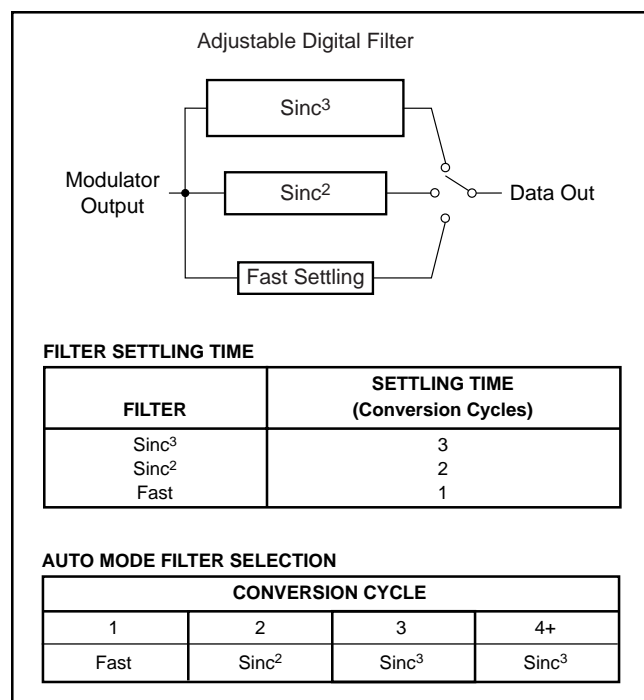 Adjustable Digital Filter
Sinc³
Modulator
Output
Sinc²
Data Out
Fast Settling
FILTER SETTLING TIME
FILTER
SETTLING TIME
(Conversion Cycles)
Sinc³ 3
Sinc² 2
Fast 1
AUTO MODE FILTER SELECTION
CONVERSION CYCLE
1 2 3 4+
Fast Sinc² Sinc³ Sinc³